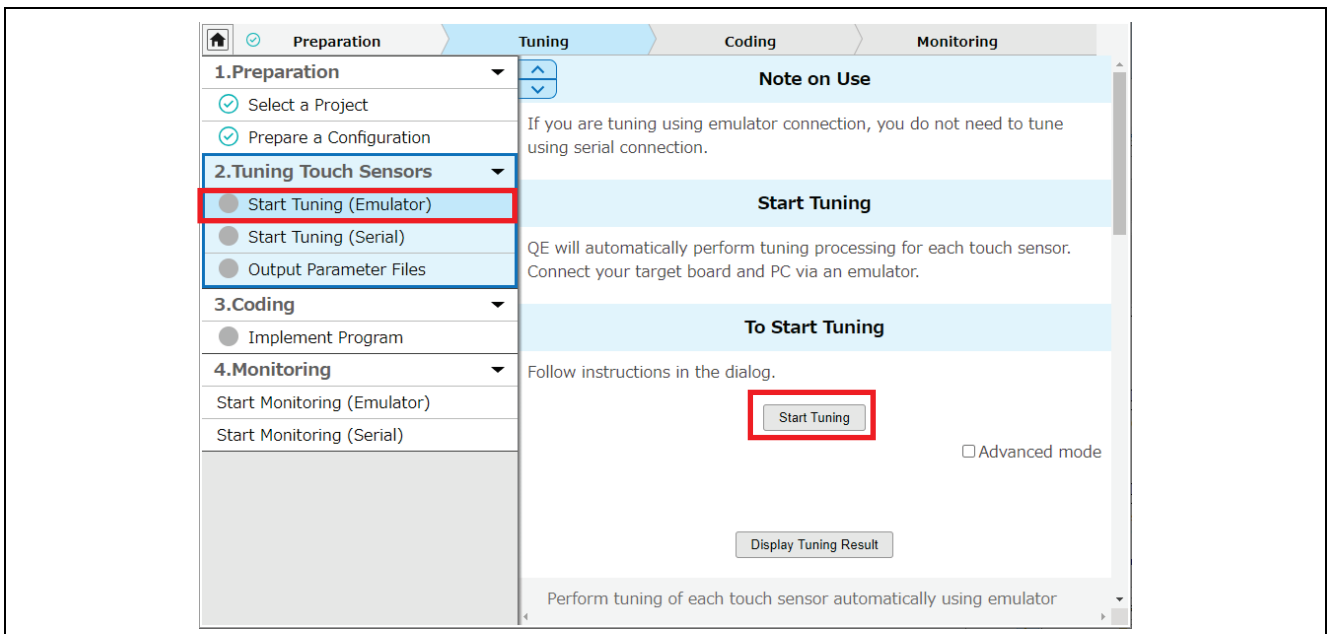 Preparation
Tuning
Coding
Monitoring
1.Preparation
Select a Project
Prepare a Configuration
2.Tuning Touch Sensors
Start Tuning (Emulator)
Start Tuning (Serial)
Output Parameter Files
3.Coding
Implement Program
4.Monitoring
Start Monitoring (Emulator)
Start Monitoring (Serial)
Note on Use
If you are tuning using emulator connection, you do not need to tune
using serial connection.
Start Tuning
QE will automatically perform tuning processing for each touch sensor.
Connect your target board and PC via an emulator.
To Start Tuning
Follow instructions in the dialog.
Start Tuning
Advanced mode
Display Tuning Result
Perform tuning of each touch sensor automatically using emulator